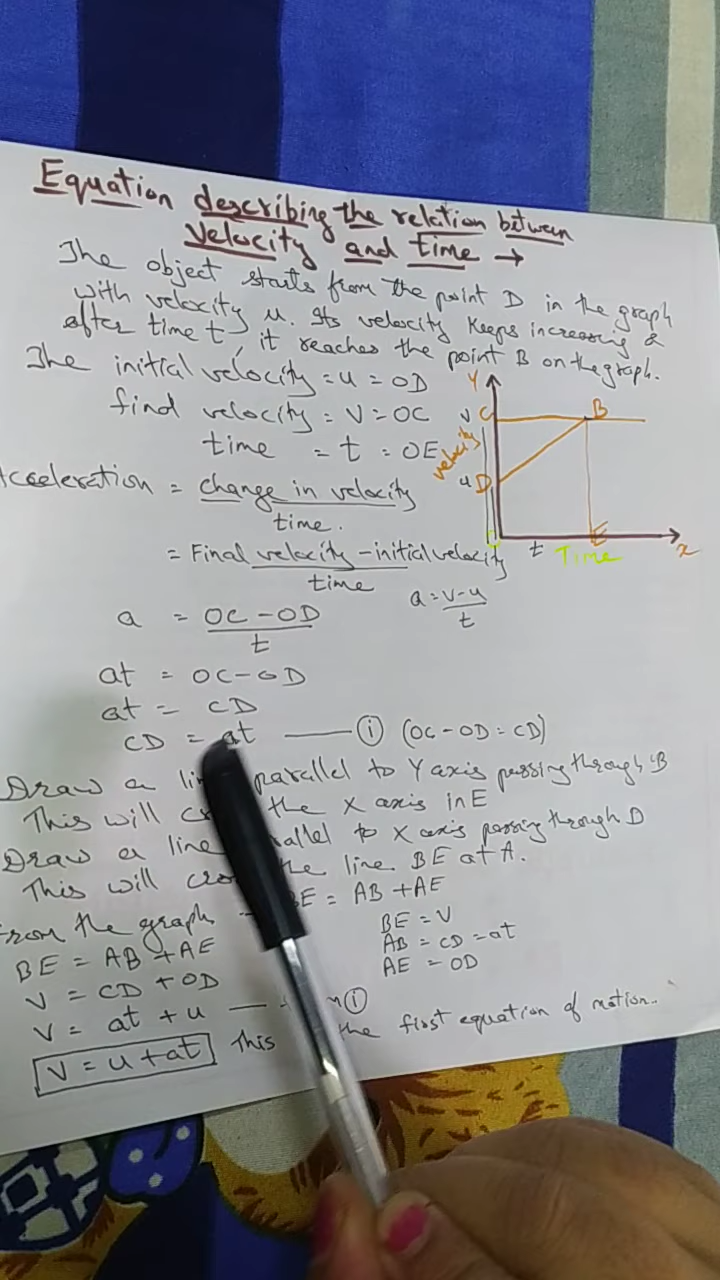 Equation describing the relation between
Velocity and time →
The object starts from the point D in the graph
with velocity u. Its velocity keeps increasing &
after time t, it reaches the point B on the graph.
The initial velocity = u = OD
find velocity = V = OC
time = t = OE
Acceleration = change in velocity
time.
= Final velocity - initial velocity
time
a = OC - OD
t
a = v-u
t
at = OC - OD
at = CD
CD = at ——— (i) (OC - OD = CD)
Draw a line parallel to Y axis passing through B
This will the X axis in E
Draw a line to X axis passing through D
This will the line BE at A.
From the graph BE = AB + AE
BE = AB + AE
V = CD + OD
V = at + u — (i)
V = u + at This the first equation of motion..
BE = V
AB = CD = at
AE = OD
Y
v C B
velocity
u D
t Time E x